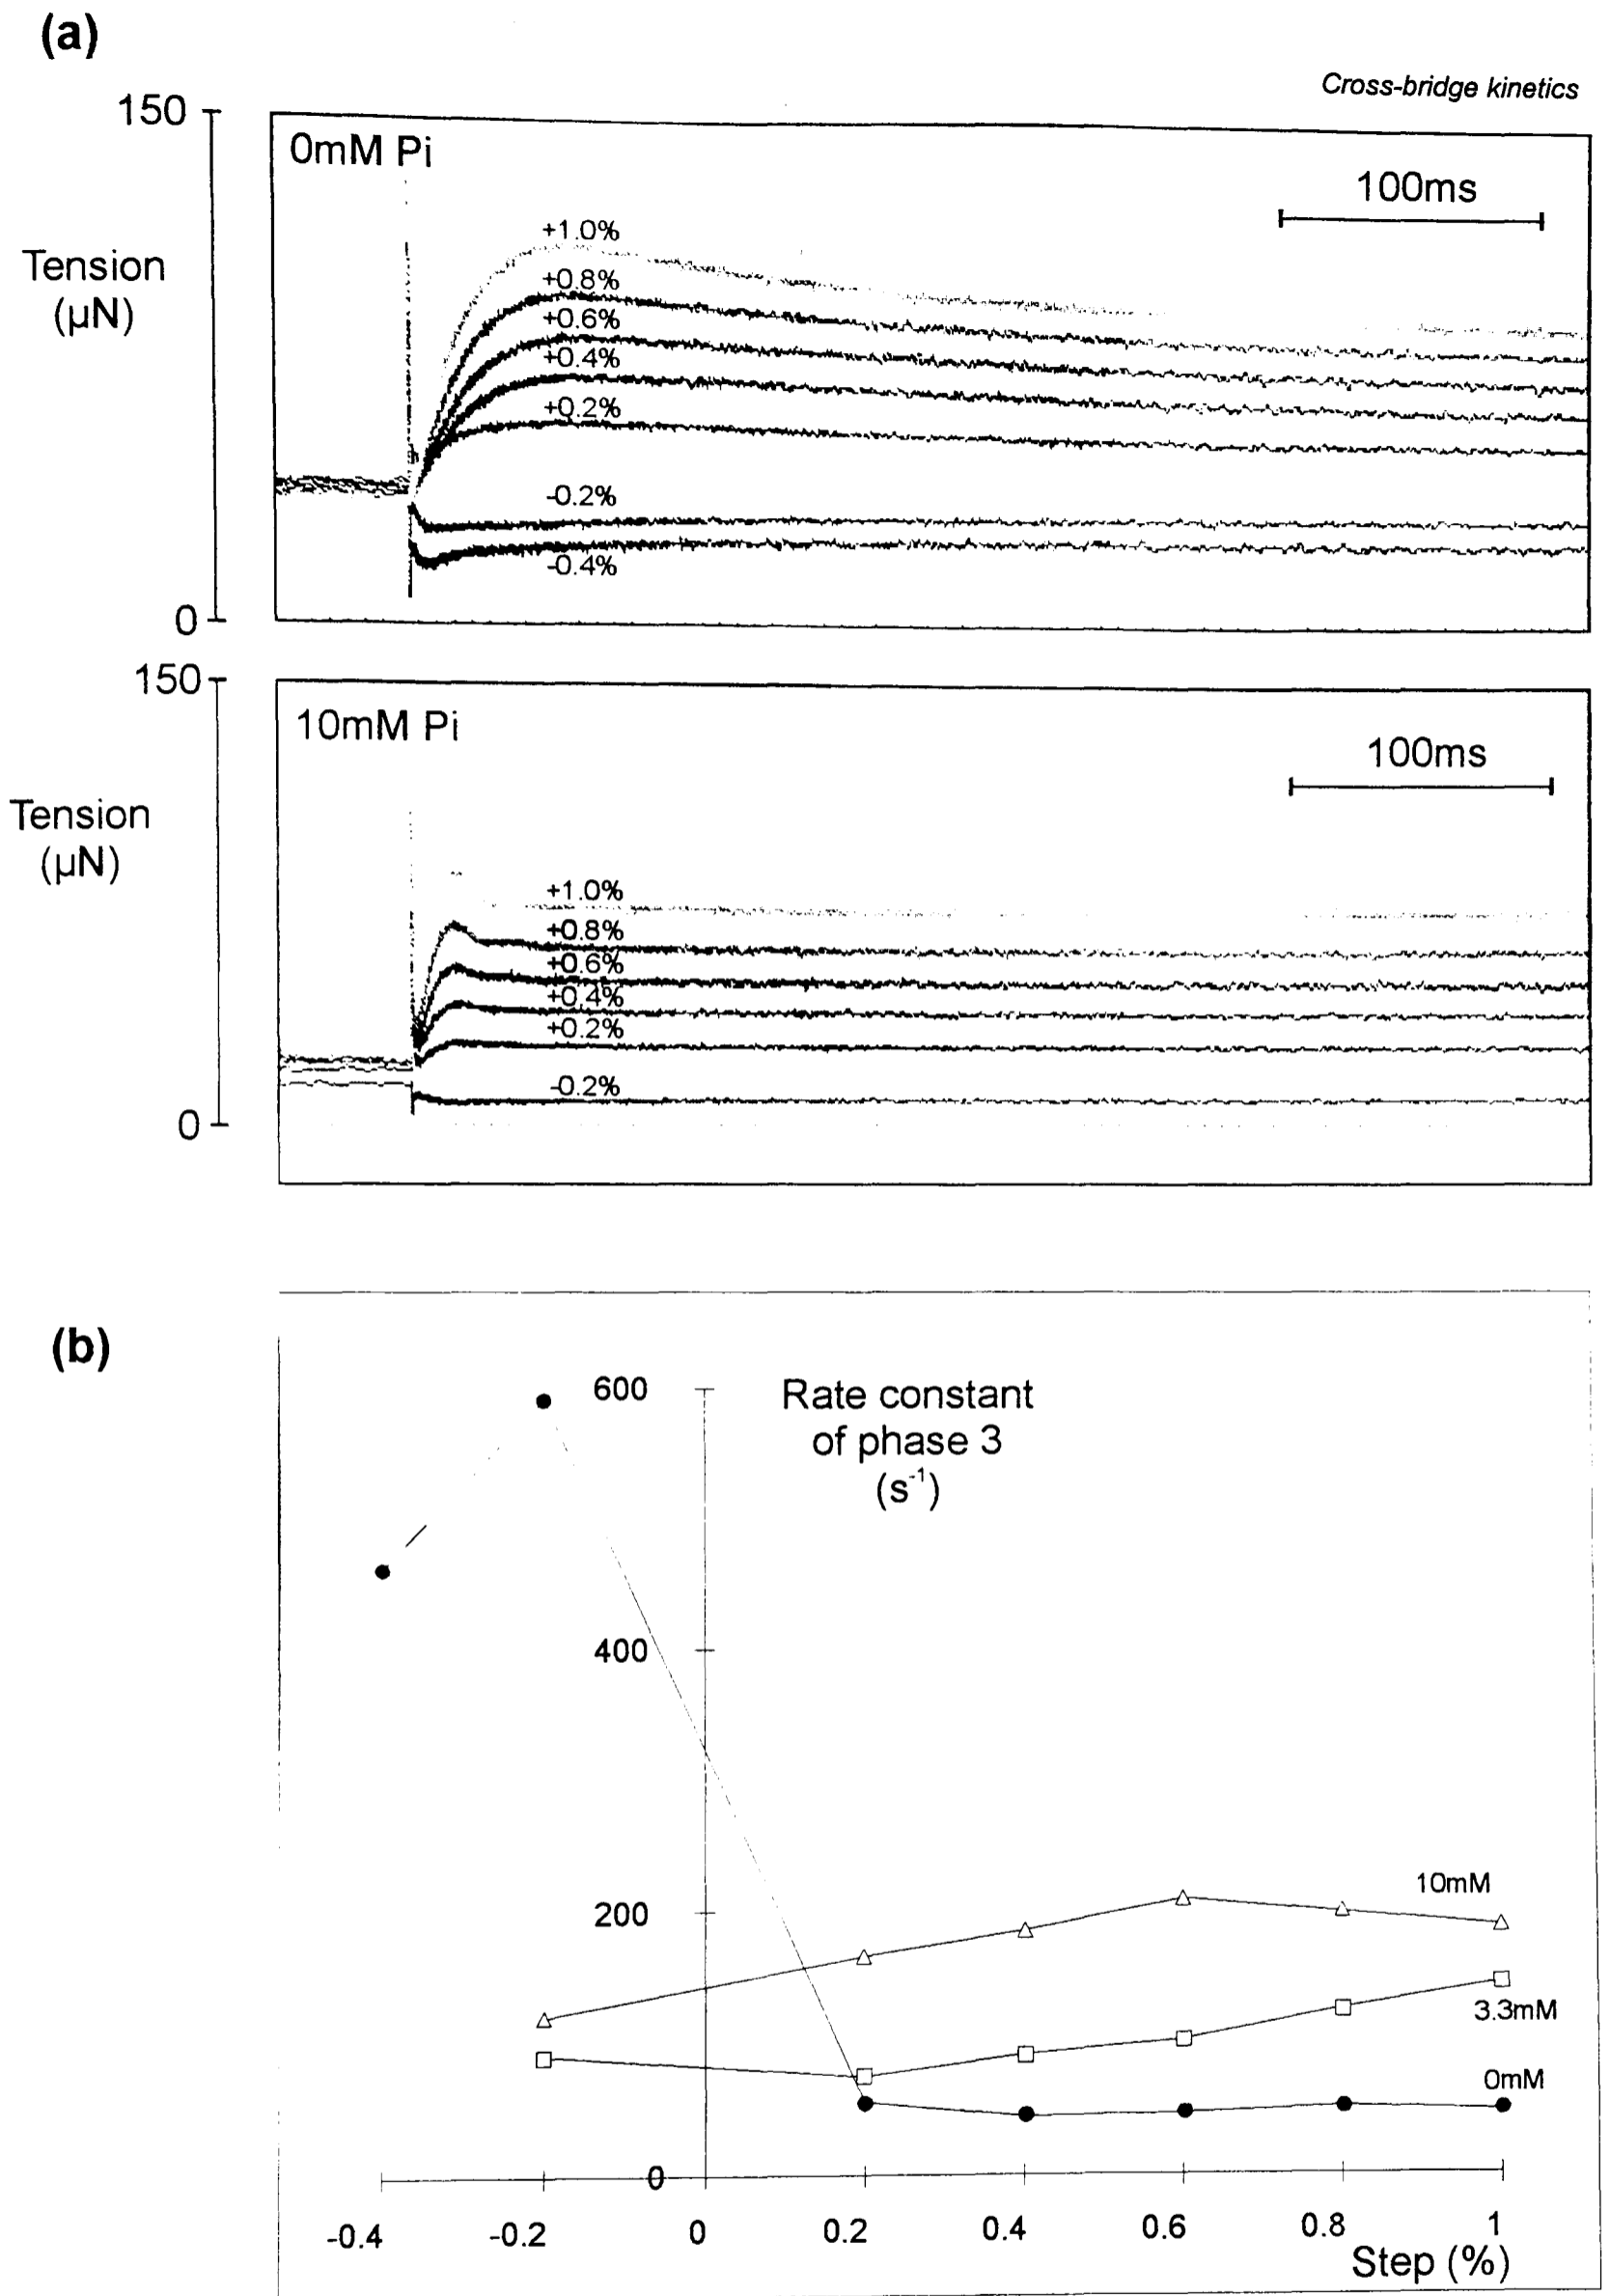 (a)
Cross-bridge kinetics
150
0mM Pi
100ms
Tension
(µN)
+1.0%
+0.8%
+0.6%
+0.4%
+0.2%
-0.2%
-0.4%
0
150
10mM Pi
100ms
Tension
(µN)
+1.0%
+0.8%
+0.6%
+0.4%
+0.2%
-0.2%
0
(b)
600
Rate constant
of phase 3
(s⁻¹)
400
200
10mM
3.3mM
0mM
0
-0.4 -0.2 0 0.2 0.4 0.6 0.8 1
Step (%)